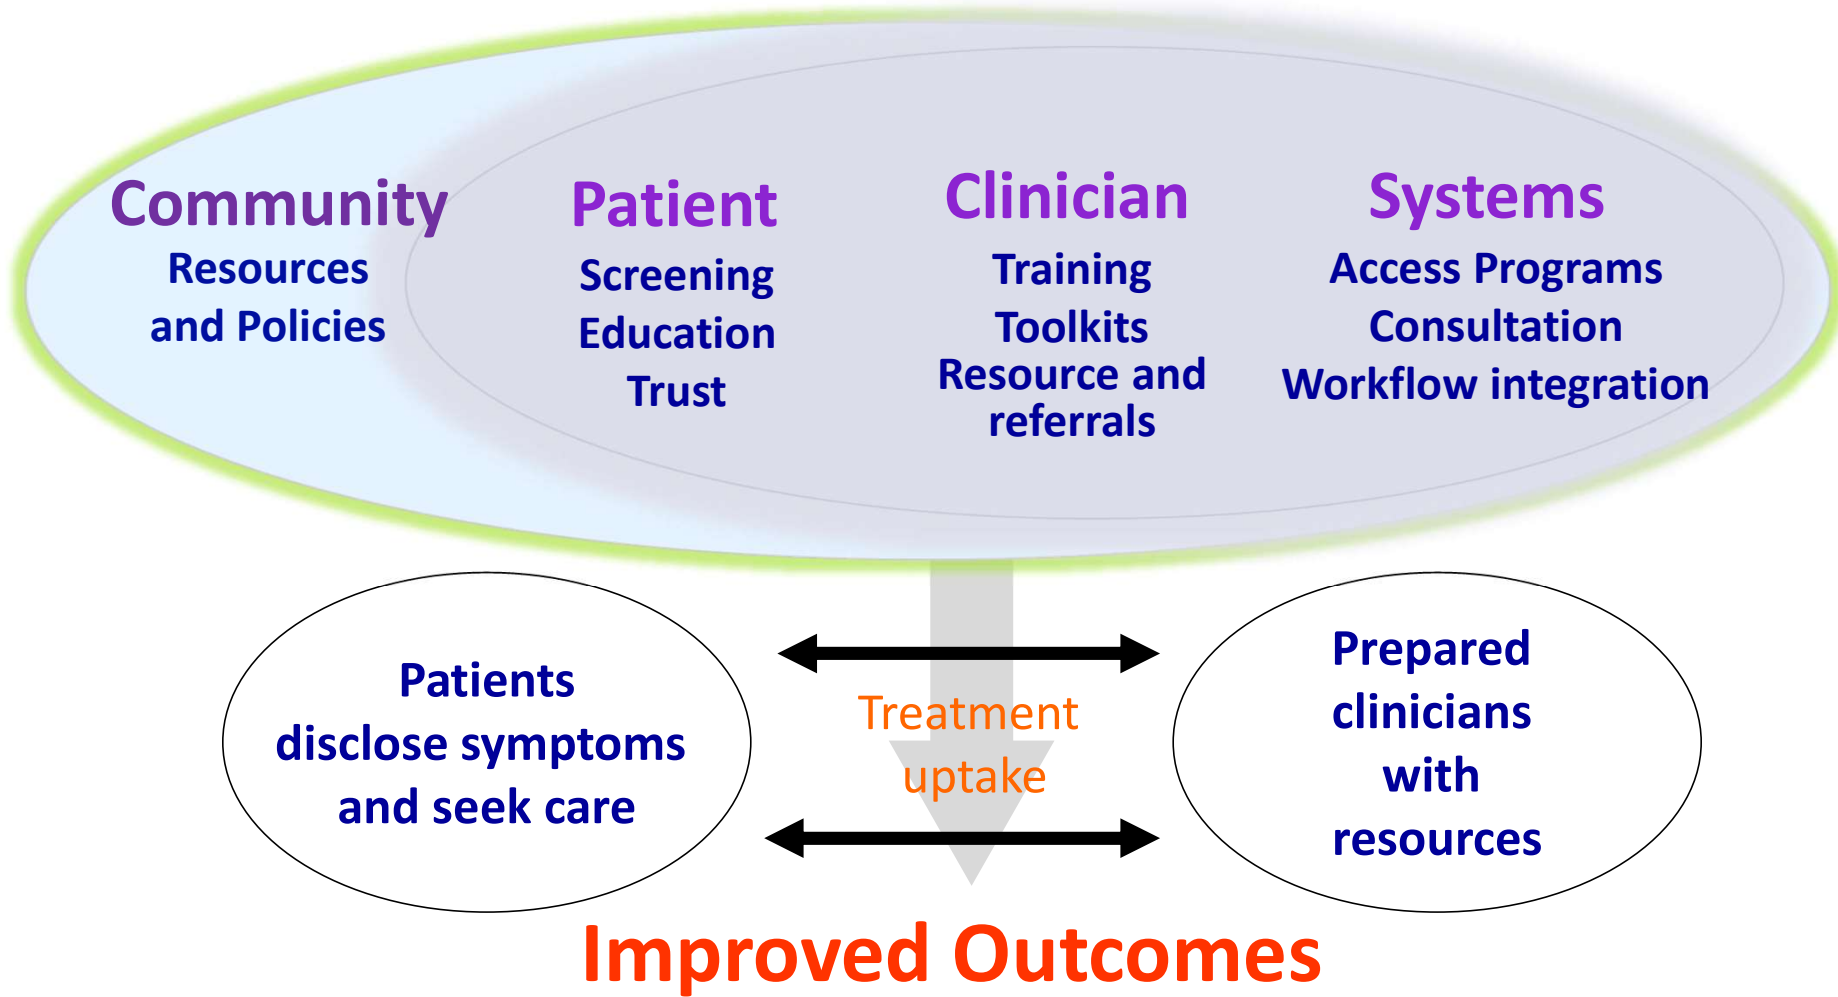 Community
Resources
and Policies
Patient
Screening
Education
Trust
Clinician
Training
Toolkits
Resource and
referrals
Systems
Access Programs
Consultation
Workflow integration
Patients
disclose symptoms
and seek care
Treatment
uptake
Prepared
clinicians
with
resources
Improved Outcomes